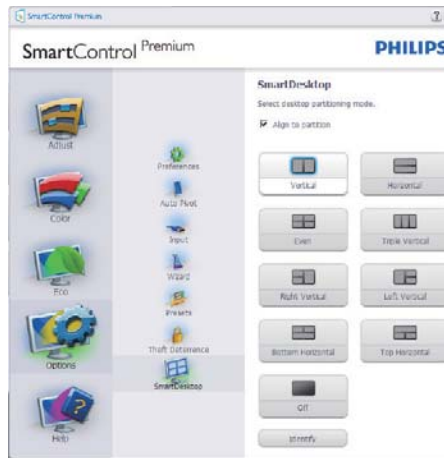 SmartControl Premium
SmartControl Premium
PHILIPS
Adjust
Color
Eco
Options
Help
Preferences
Auto Pivot
Input
Wizard
Presets
Theft Deterrence
SmartDesktop
SmartDesktop
Select desktop partitioning mode.
Align to partition
Vertical
Horizontal
Even
Triple Vertical
Right Vertical
Left Vertical
Bottom Horizontal
Top Horizontal
Off
Identify